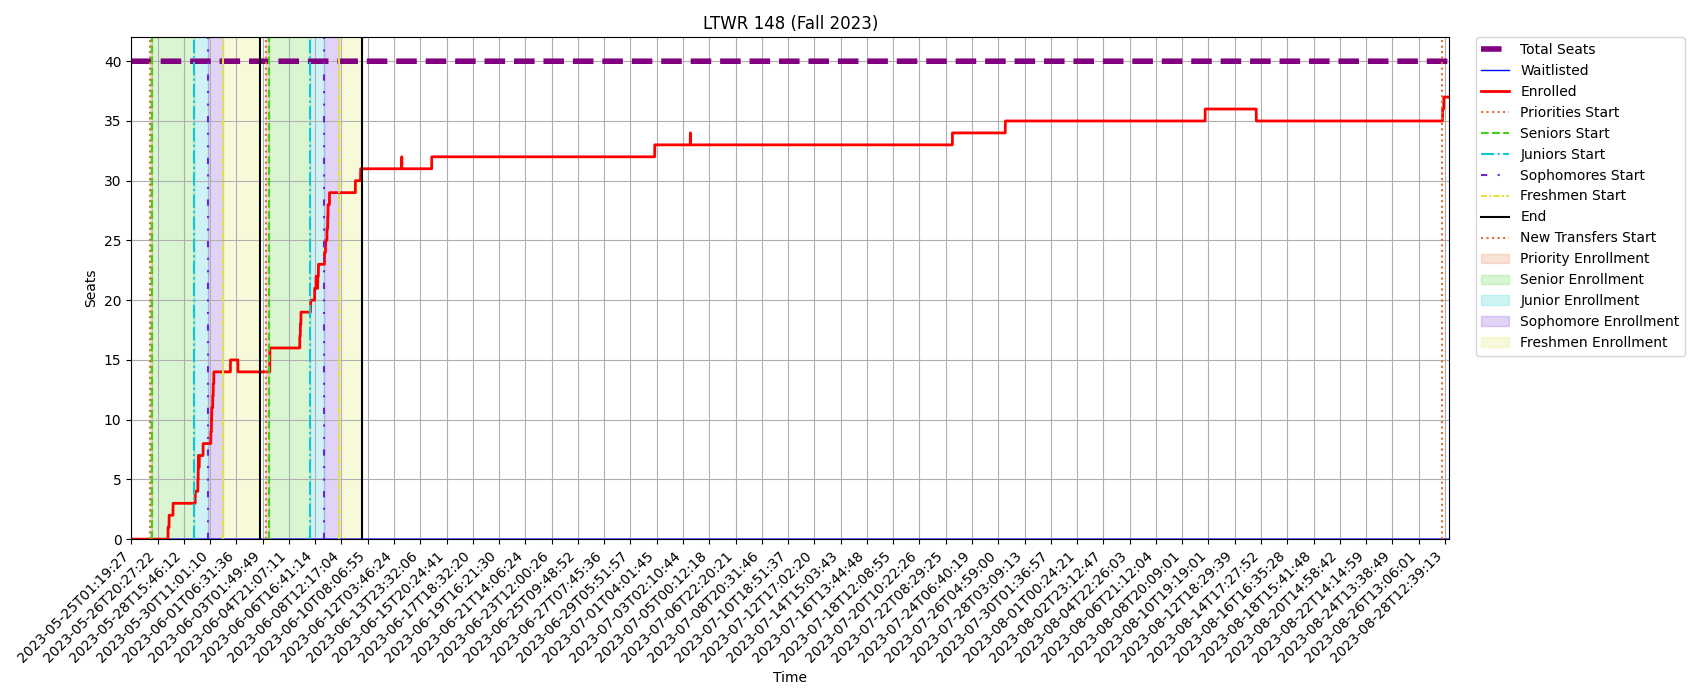 LTWR 148 (Fall 2023)
Seats
40
35
30
25
20
15
10
5
0
2023-05-25T01:19:27
2023-05-26T20:27:22
2023-05-28T15:46:12
2023-05-30T11:01:10
2023-06-01T06:31:36
2023-06-03T01:49:49
2023-06-04T21:07:11
2023-06-06T16:41:14
2023-06-08T12:17:04
2023-06-10T08:06:55
2023-06-12T03:46:24
2023-06-13T23:32:06
2023-06-15T20:24:41
2023-06-17T18:32:20
2023-06-19T16:21:30
2023-06-21T14:06:24
2023-06-23T12:00:26
2023-06-25T09:48:52
2023-06-27T07:45:36
2023-06-29T05:51:57
2023-07-01T04:01:45
2023-07-03T02:10:44
2023-07-05T00:12:18
2023-07-06T22:20:21
2023-07-08T20:31:46
2023-07-10T18:51:37
2023-07-12T17:02:20
2023-07-14T15:03:43
2023-07-16T13:44:48
2023-07-18T12:08:55
2023-07-20T10:22:26
2023-07-22T08:29:25
2023-07-24T06:40:19
2023-07-26T04:59:00
2023-07-28T03:09:13
2023-07-30T01:36:57
2023-08-01T00:24:21
2023-08-02T23:12:47
2023-08-04T22:26:03
2023-08-06T21:12:04
2023-08-08T20:09:01
2023-08-10T19:19:01
2023-08-12T18:29:39
2023-08-14T17:27:52
2023-08-16T16:35:28
2023-08-18T15:41:48
2023-08-20T14:58:42
2023-08-22T14:14:59
2023-08-24T13:38:49
2023-08-26T13:06:01
2023-08-28T12:39:13
Time
Total Seats
Waitlisted
Enrolled
Priorities Start
Seniors Start
Juniors Start
Sophomores Start
Freshmen Start
End
New Transfers Start
Priority Enrollment
Senior Enrollment
Junior Enrollment
Sophomore Enrollment
Freshmen Enrollment